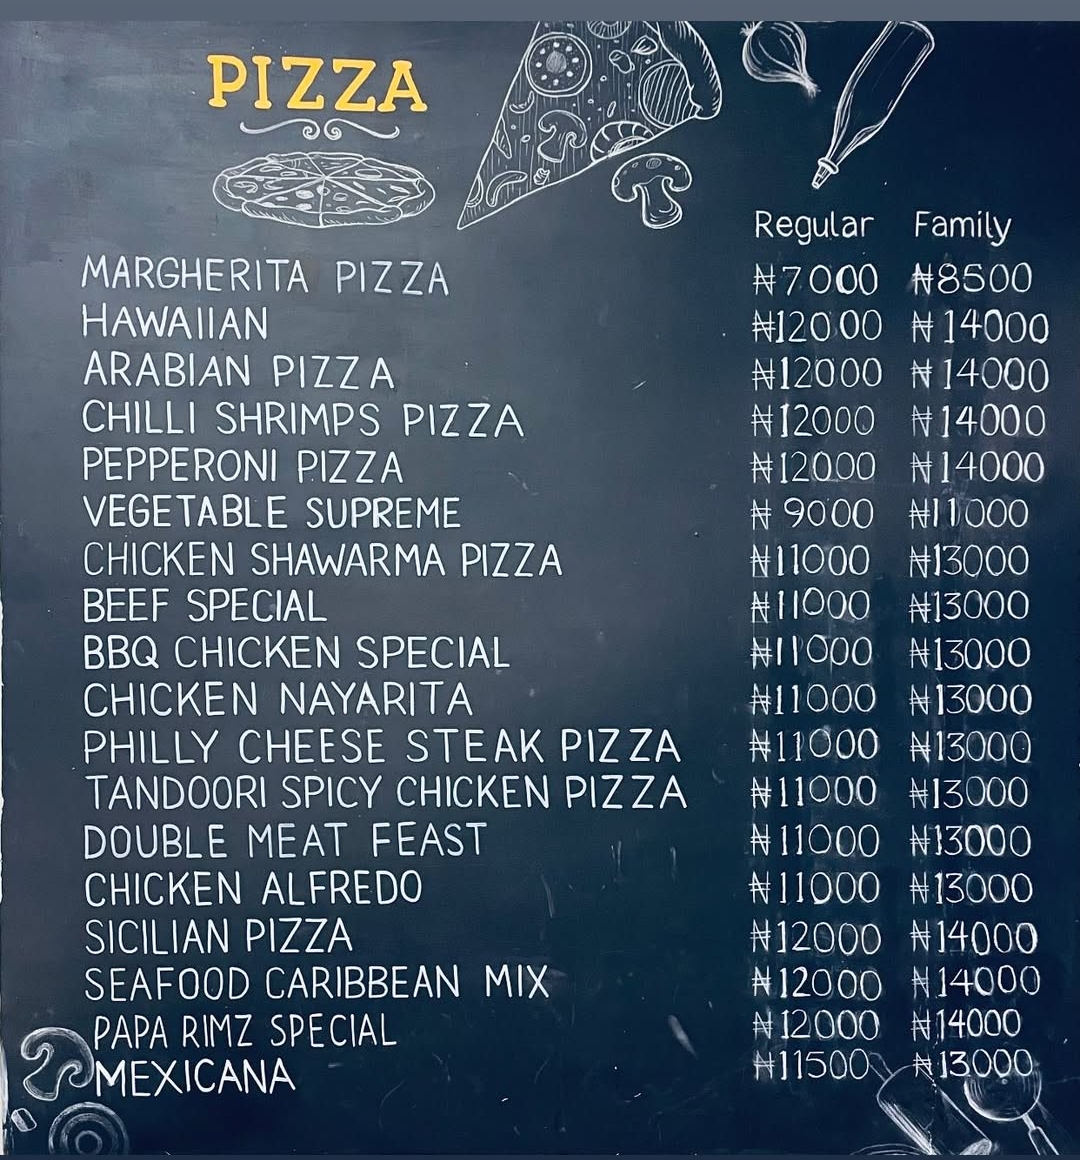 PIZZA
Regular Family
MARGHERITA PIZZA ₦7000 ₦8500
HAWAIIAN ₦12000 ₦14000
ARABIAN PIZZA ₦12000 ₦14000
CHILLI SHRIMPS PIZZA ₦12000 ₦14000
PEPPERONI PIZZA ₦12000 ₦14000
VEGETABLE SUPREME ₦9000 ₦11000
CHICKEN SHAWARMA PIZZA ₦11000 ₦13000
BEEF SPECIAL ₦11000 ₦13000
BBQ CHICKEN SPECIAL ₦11000 ₦13000
CHICKEN NAYARITA ₦11000 ₦13000
PHILLY CHEESE STEAK PIZZA ₦11000 ₦13000
TANDOORI SPICY CHICKEN PIZZA ₦11000 ₦13000
DOUBLE MEAT FEAST ₦11000 ₦13000
CHICKEN ALFREDO ₦11000 ₦13000
SICILIAN PIZZA ₦12000 ₦14000
SEAFOOD CARIBBEAN MIX ₦12000 ₦14000
PAPA RIMZ SPECIAL ₦12000 ₦14000
MEXICANA ₦11500 ₦13000